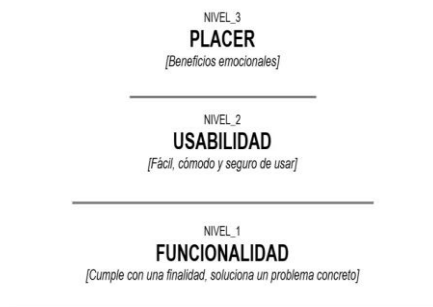 NIVEL_3
PLACER
[Beneficios emocionales]
NIVEL_2
USABILIDAD
[Fácil, cómodo y seguro de usar]
NIVEL_1
FUNCIONALIDAD
[Cumple con una finalidad, soluciona un problema concreto]